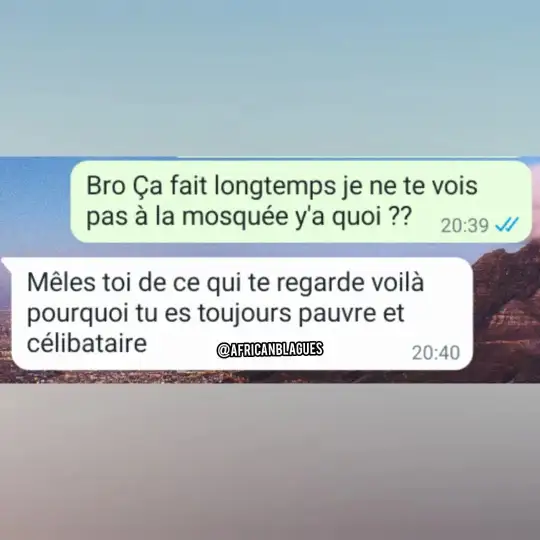 Bro Ça fait longtemps je ne te vois
pas à la mosquée y'a quoi ??
20:39
Mêles toi de ce qui te regarde voilà
pourquoi tu es toujours pauvre et
célibataire
@AFRICANBLAGUES
20:40